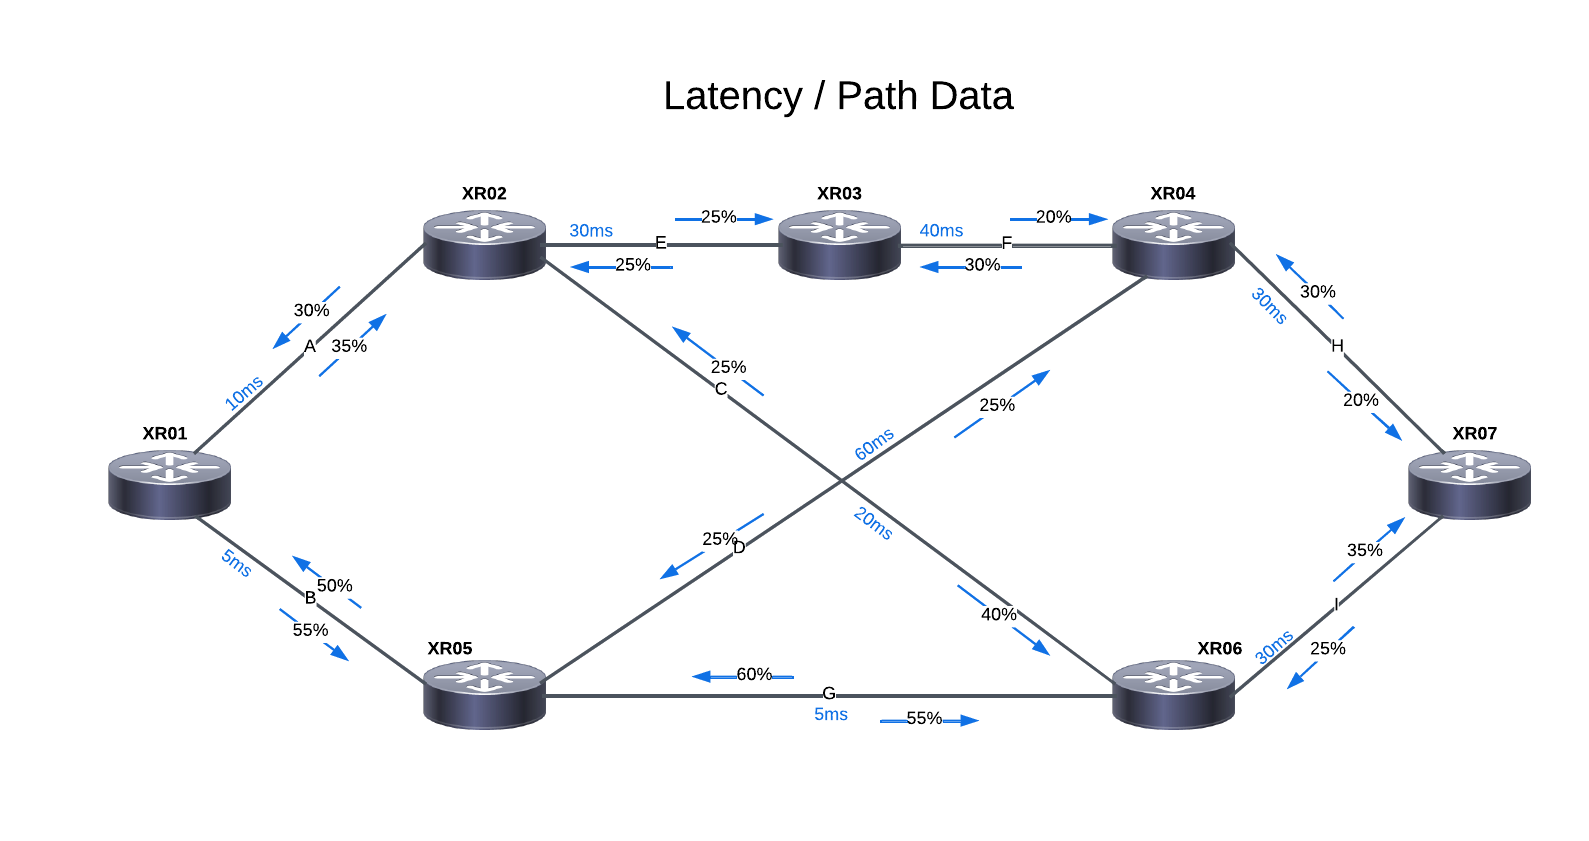 Latency / Path Data
XR02
XR03
XR04
25%
20%
30ms
E
40ms
F
25%
30%
30%
30%
30ms
A
35%
H
25%
C
10ms
20%
25%
XR01
60ms
XR07
20ms
25%
D
35%
5ms
50%
B
I
55%
40%
XR05
XR06
30ms
25%
60%
G
5ms
55%